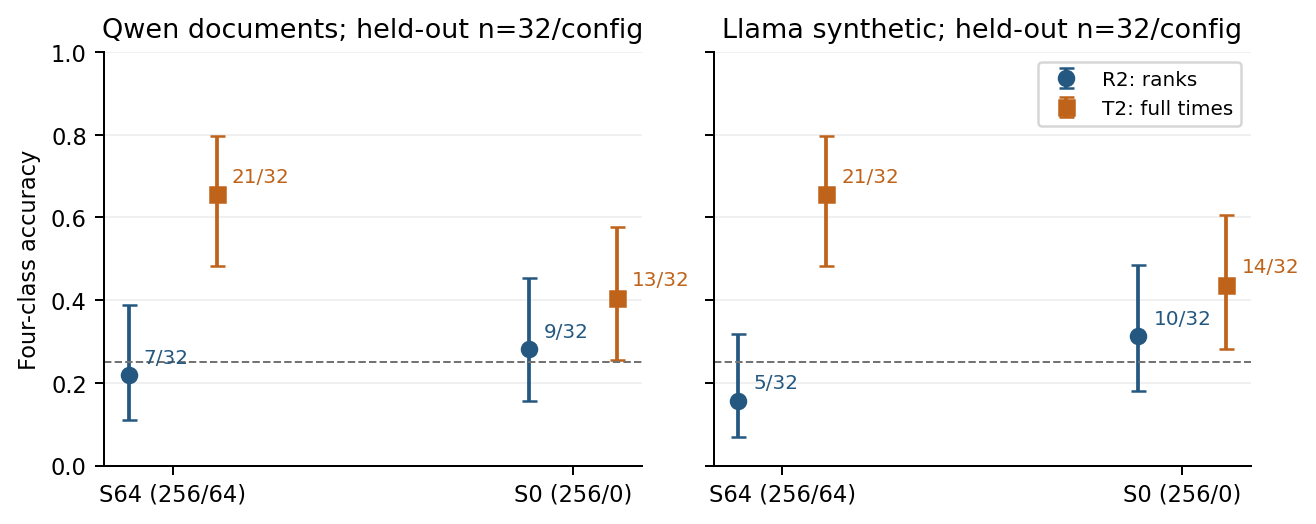 Qwen documents; held-out n=32/config
Four-class accuracy
1.0
0.8
0.6
0.4
0.2
0.0
21/32
13/32
9/32
7/32
S64 (256/64)
S0 (256/0)
Llama synthetic; held-out n=32/config
R2: ranks
T2: full times
21/32
14/32
10/32
5/32
S64 (256/64)
S0 (256/0)